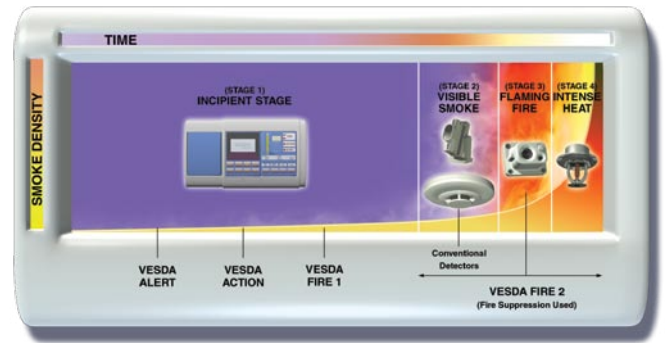 TIME
SMOKE DENSITY
(STAGE 1)
INCIPIENT STAGE
(STAGE 2)
VISIBLE
SMOKE
(STAGE 3)
FLAMING
FIRE
(STAGE 4)
INTENSE
HEAT
VESDA
ALERT
VESDA
ACTION
VESDA
FIRE 1
Conventional
Detectors
VESDA FIRE 2
(Fire Suppression Used)